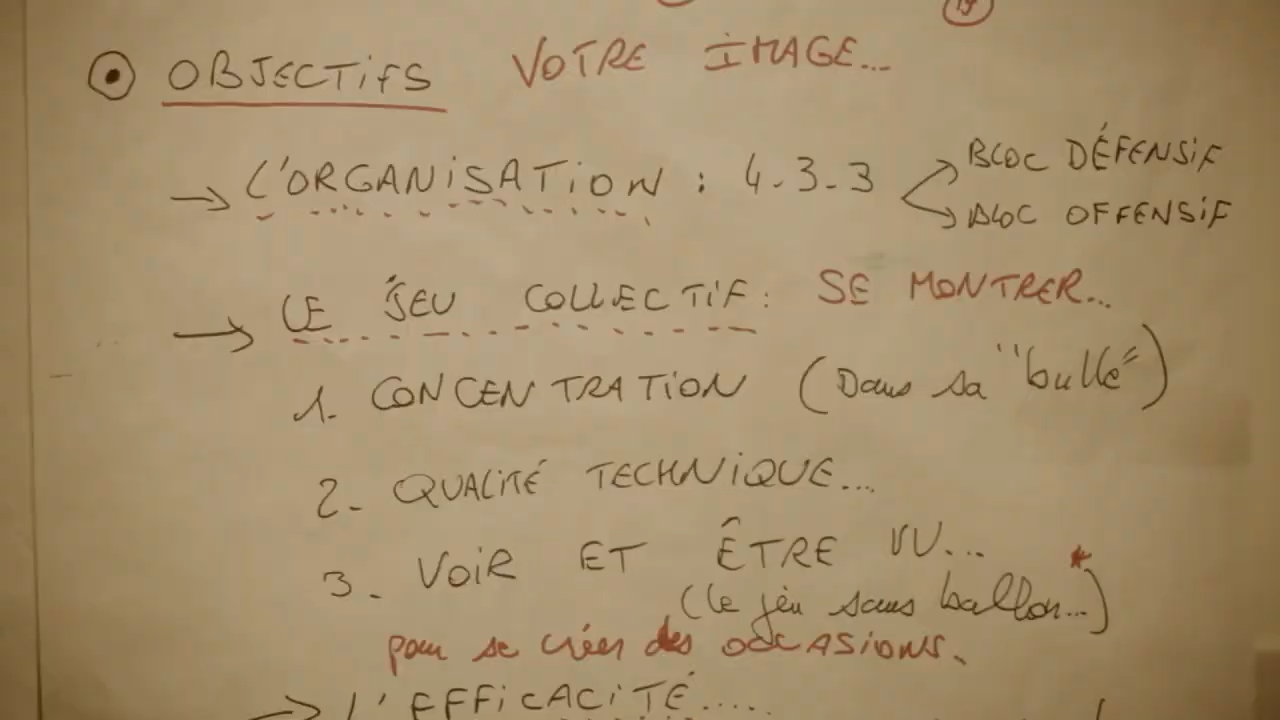 OBJECTIFS VOTRE IMAGE...
→ L'ORGANISATION : 4.3.3
BLOC DÉFENSIF
BLOC OFFENSIF
→ LE JEU COLLECTIF : SE MONTRER...
1. CONCENTRATION (Dans sa "bulle")
2. QUALITÉ TECHNIQUE...
3. VOIR ET ÊTRE VU...
(le jeu sans ballon...)*
pour se créer des OCCASIONS.
→ L'EFFICACITÉ.....